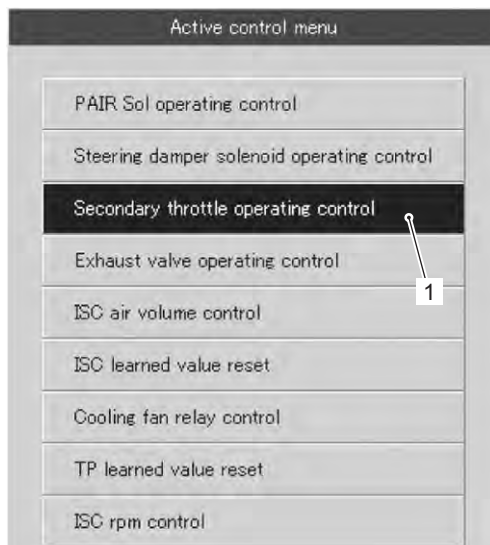 Active control menu
PAIR Sol operating control
Steering damper solenoid operating control
Secondary throttle operating control
Exhaust valve operating control
1
ISC air volume control
ISC learned value reset
Cooling fan relay control
TP learned value reset
ISC rpm control